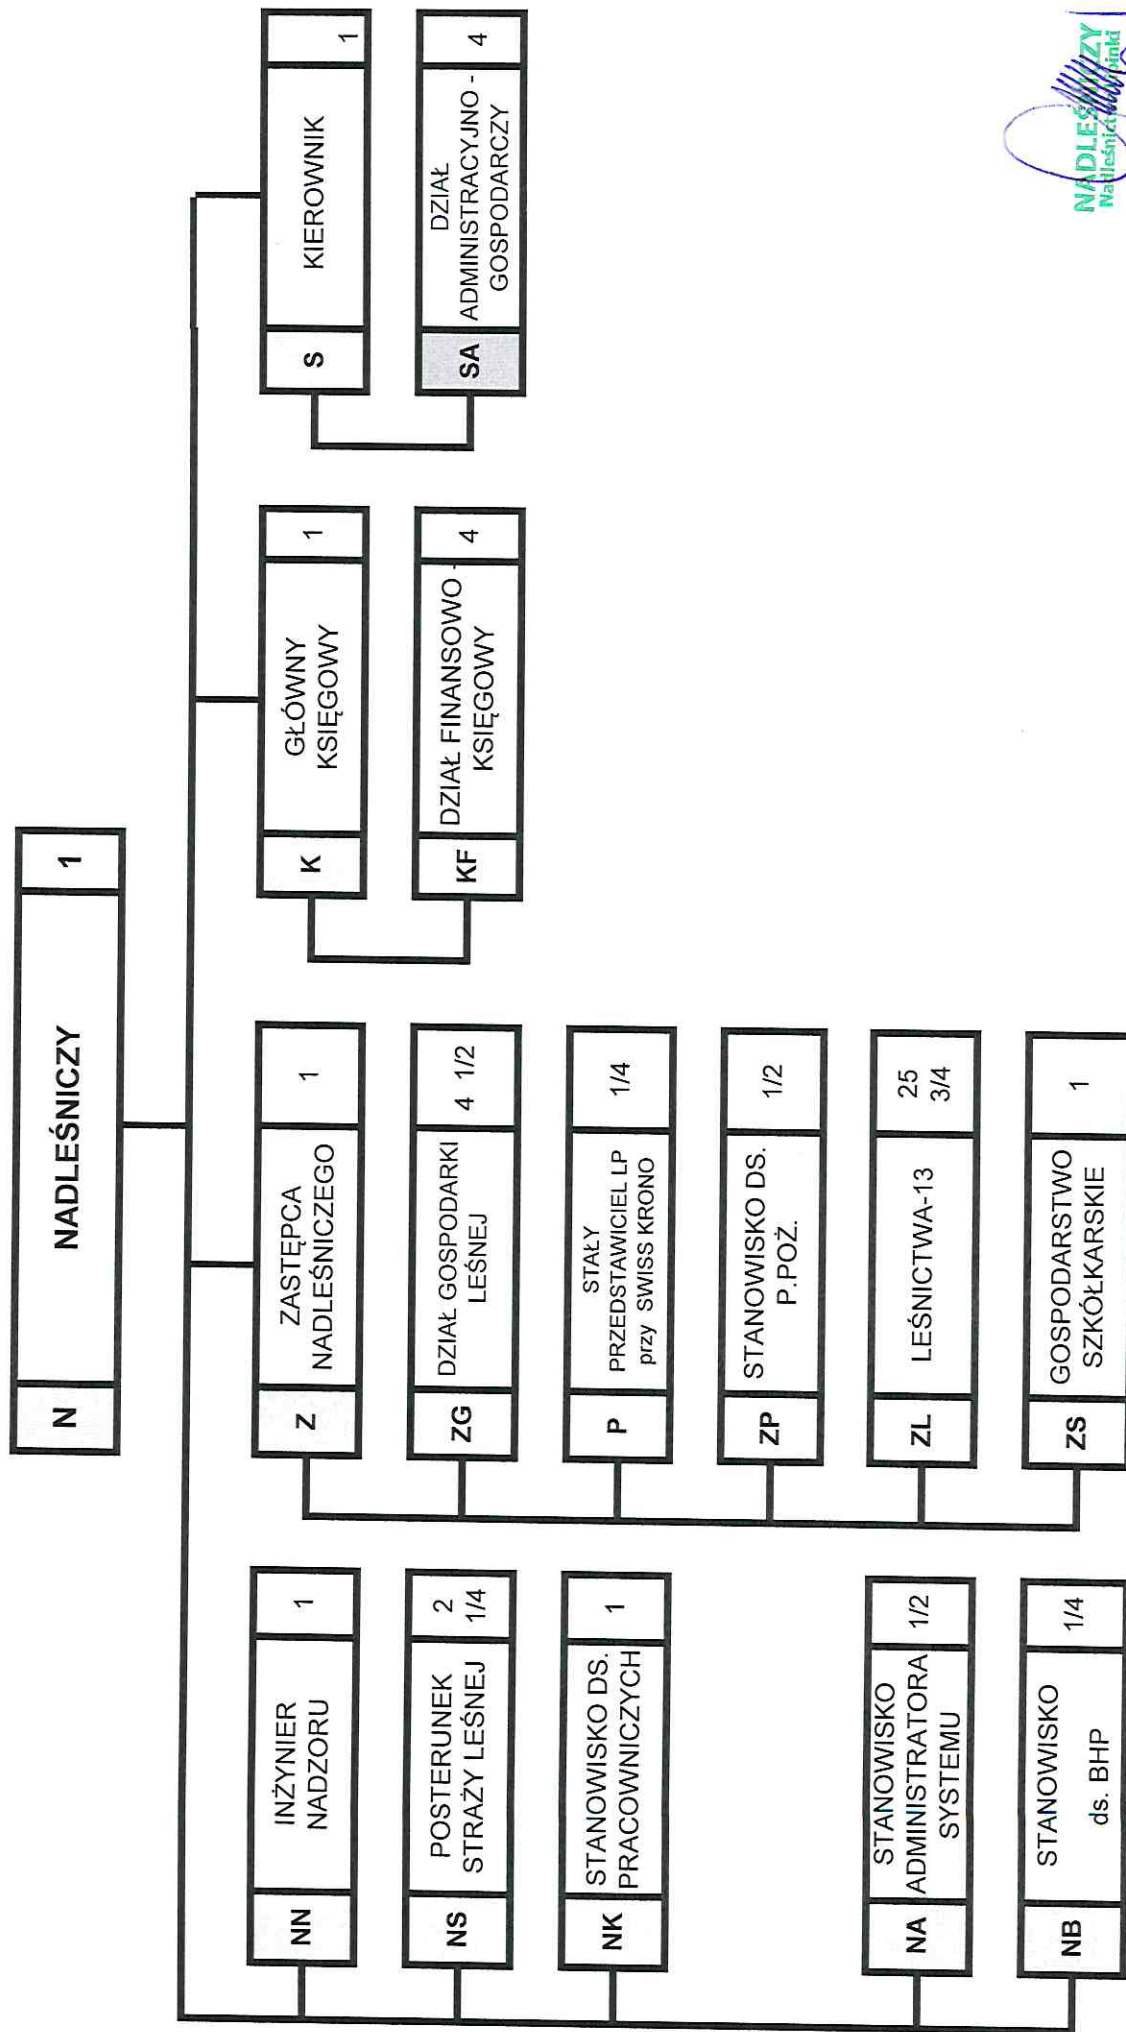 N
NADLEŚNICZY
1
NN
INŻYNIER
NADZORU
1
NS
POSTERUNEK
STRAŻY LEŚNEJ
2
1/4
NK
STANOWISKO DS.
PRACOWNICZYCH
1
NA
STANOWISKO
ADMINISTRATORA
SYSTEMU
1/2
NB
STANOWISKO
ds. BHP
1/4
Z
ZASTĘPCA
NADLEŚNICZEGO
1
ZG
DZIAŁ GOSPODARKI
LEŚNEJ
4 1/2
P
STAŁY
PRZEDSTAWICIEL LP
przy SWISS KRONO
1/4
ZP
STANOWISKO DS.
P.POŻ.
1/2
ZL
LEŚNICTWA-13
25
3/4
ZS
GOSPODARSTWO
SZKÓŁKARSKIE
1
K
GŁÓWNY
KSIĘGOWY
1
KF
DZIAŁ FINANSOWO -
KSIĘGOWY
4
S
KIEROWNIK
1
SA
DZIAŁ
ADMINISTRACYJNO -
GOSPODARCZY
4
NADLEŚNICZY